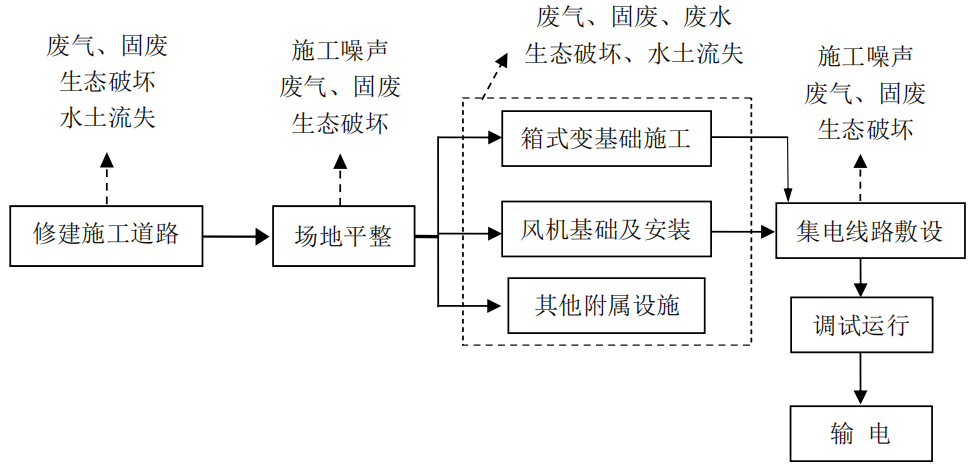 废气、固废
生态破坏
水土流失
施工噪声
废气、固废
生态破坏
废气、固废、废水
生态破坏、水土流失
施工噪声
废气、固废
生态破坏
修建施工道路
场地平整
箱式变基础施工
风机基础及安装
其他附属设施
集电线路敷设
调试运行
输 电